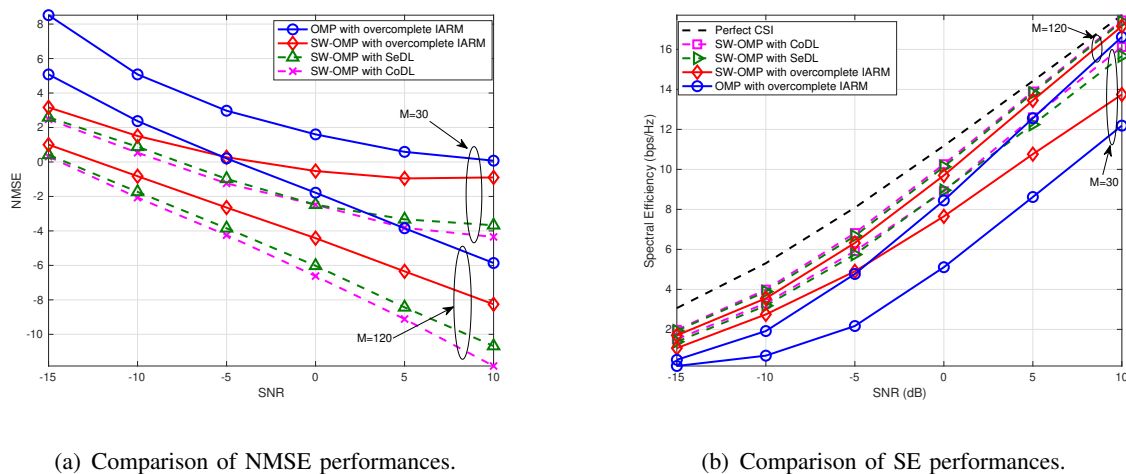 8
6
4
2
0
-2
-4
-6
-8
-10
-15
-10
-5
0
5
10
NMSE
SNR
OMP with overcomplete IARM
SW-OMP with overcomplete IARM
SW-OMP with SeDL
SW-OMP with CoDL
M=30
M=120
(a) Comparison of NMSE performances.
16
14
12
10
8
6
4
2
-15
-10
-5
0
5
10
Spectral Efficiency (bps/Hz)
SNR (dB)
Perfect CSI
SW-OMP with CoDL
SW-OMP with SeDL
SW-OMP with overcomplete IARM
OMP with overcomplete IARM
M=120
M=30
(b) Comparison of SE performances.